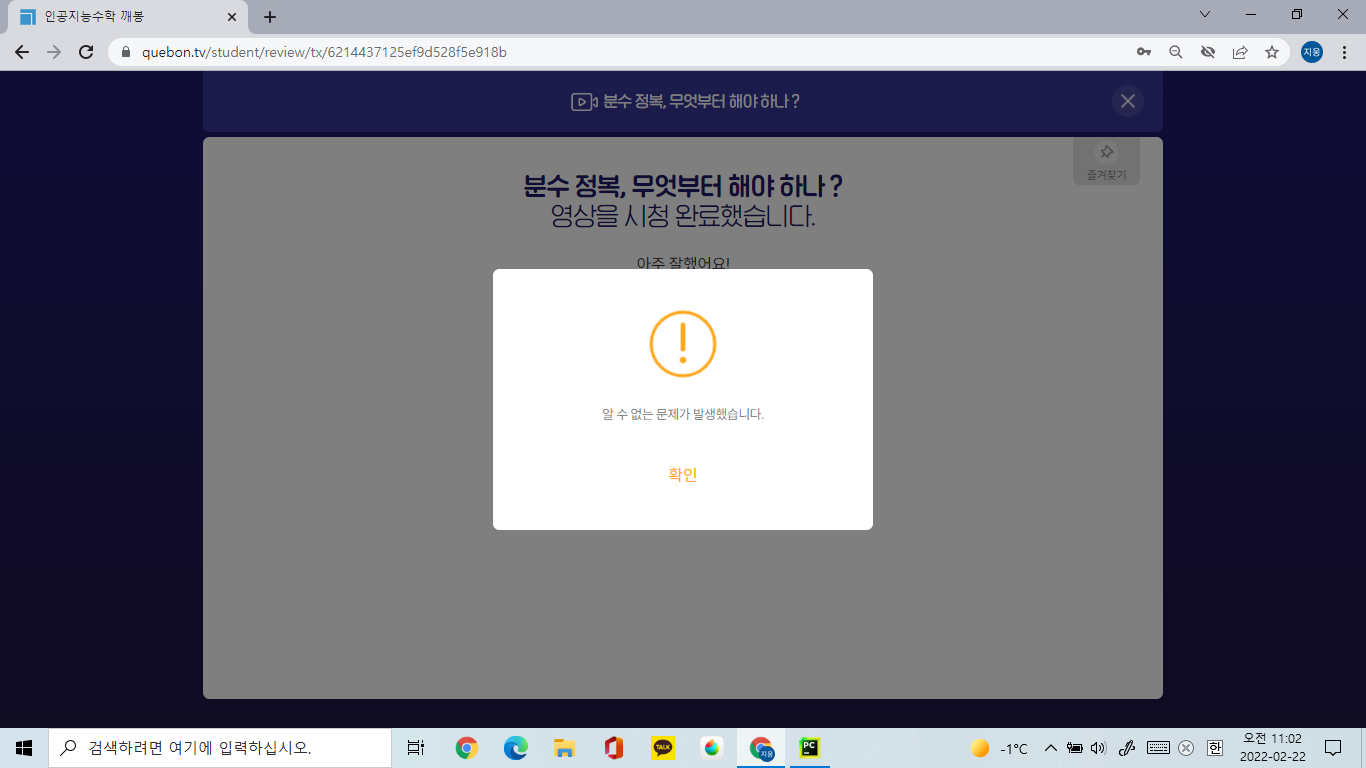 인공지능수학 깨봉
quebon.tv/student/review/tx/6214437125ef9d528f5e918b
지웅
분수 정복, 무엇부터 해야 하나 ?
즐겨찾기
분수 정복, 무엇부터 해야 하나 ?
영상을 시청 완료했습니다.
아주 잘했어요!
알 수 없는 문제가 발생했습니다.
확인
검색하려면 여기에 입력하십시오.
TALK
지웅
PC
-1°C
한
오전 11:02
2022-02-22